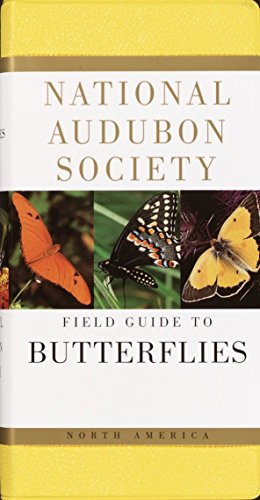 NATIONAL
AUDUBON
SOCIETY
FIELD GUIDE TO
BUTTERFLIES
NORTH AMERICA